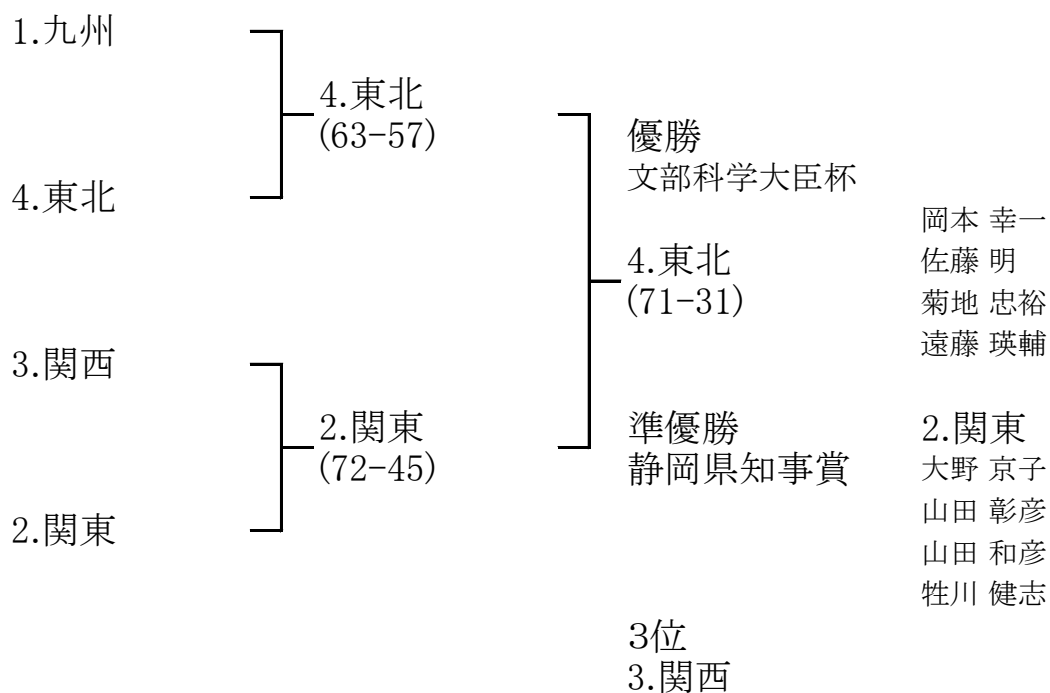 1.九州
4.東北
(63-57)
4.東北
3.関西
2.関東
(72-45)
2.関東
優勝
文部科学大臣杯
4.東北
(71-31)
岡本 幸一
佐藤 明
菊地 忠裕
遠藤 瑛輔
準優勝
静岡県知事賞
2.関東
大野 京子
山田 彰彦
山田 和彦
牲川 健志
３位
3.関西